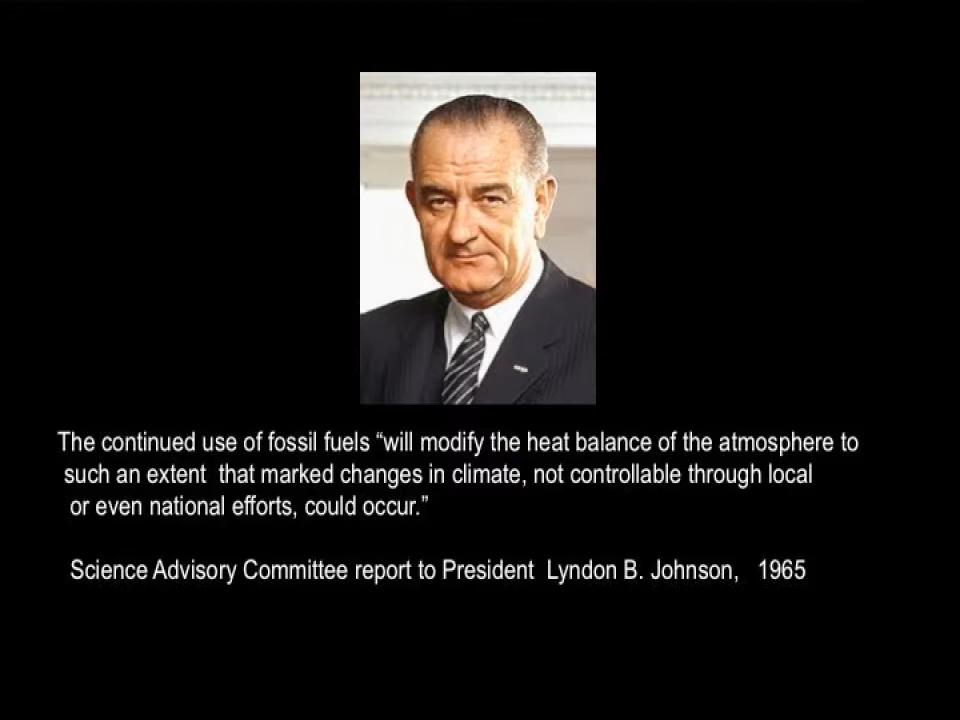 The continued use of fossil fuels “will modify the heat balance of the atmosphere to
such an extent that marked changes in climate, not controllable through local
or even national efforts, could occur.”
Science Advisory Committee report to President Lyndon B. Johnson, 1965